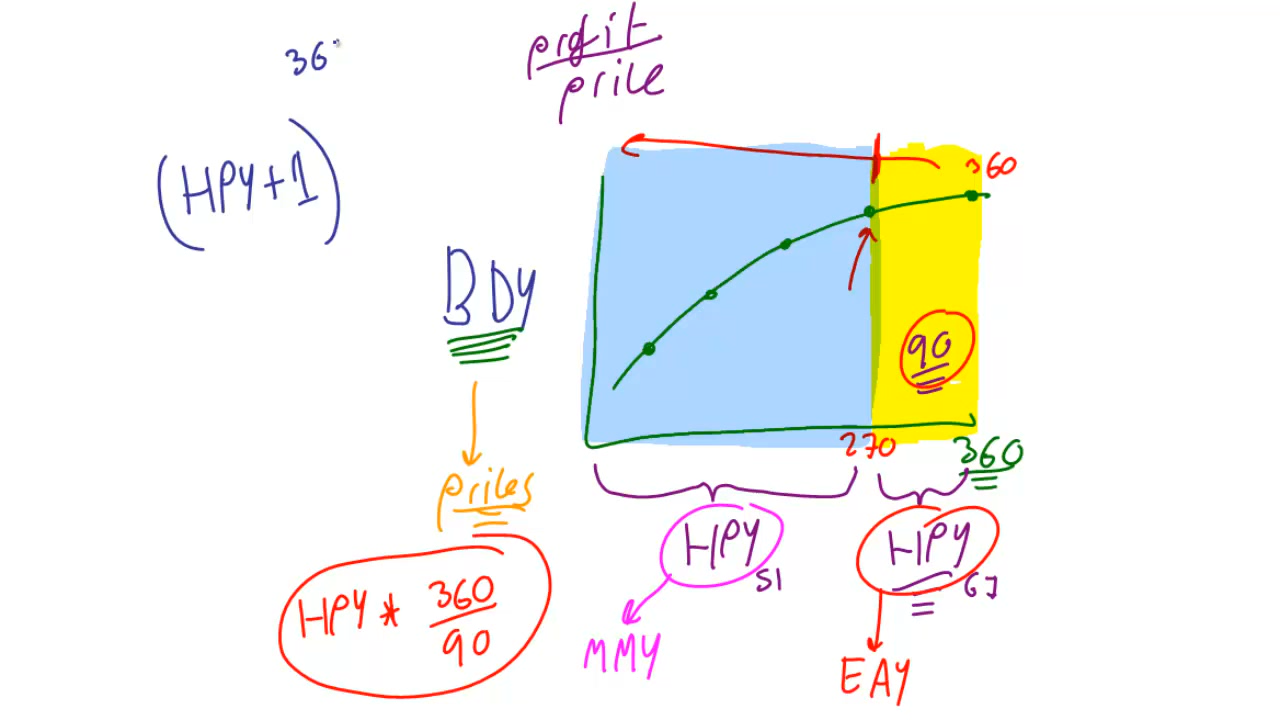 36
profit
price
(HPY+1)
360
BDY
90
270
360
prices
HPY
HPY
HPY * 360
90
MMY
EAY